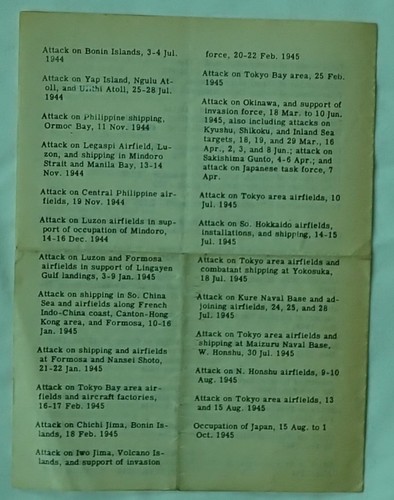 Attack on Bonin Islands, 3-4 Jul.
1944
Attack on Yap Island, Ngulu At-
oll, and Ulithi Atoll, 25-28 Jul.
1944
Attack on Philippine shipping,
Ormoc Bay, 11 Nov. 1944
Attack on Legaspi Airfield, Lu-
zon, and shipping in Mindoro
Strait and Manila Bay, 13-14
Nov. 1944
Attack on Central Philippine air-
fields, 19 Nov. 1944
Attack on Luzon airfields in sup-
port of occupation of Mindoro,
14-16 Dec. 1944
Attack on Luzon and Formosa
airfields in support of Lingayen
Gulf landings, 3-9 Jan. 1945
Attack on shipping in So. China
Sea and airfields along French
Indo-China coast, Canton-Hong
Kong area, and Formosa, 10-16
Jan. 1945
Attack on shipping and airfields
at Formosa and Nansei Shoto,
21-22 Jan. 1945
Attack on Tokyo Bay area air-
fields and aircraft factories,
16-17 Feb. 1945
Attack on Chichi Jima, Bonin Is-
lands, 18 Feb. 1945
Attack on Iwo Jima, Volcano Is-
lands, and support of invasion
force, 20-22 Feb. 1945
Attack on Tokyo Bay area, 25 Feb.
1945
Attack on Okinawa, and support of
invasion force, 18 Mar. to 10 Jun.
1945, also including attacks on
Kyushu, Shikoku, and Inland Sea
targets, 18, 19, and 29 Mar., 16
Apr., 2, 3, and 8 Jun.; attack on
Sakishima Gunto, 4-6 Apr.; and
attack on Japanese task force, 7
Apr.
Attack on Tokyo area airfields, 10
Jul. 1945
Attack on So. Hokkaido airfields,
installations, and shipping, 14-15
Jul. 1945
Attack on Tokyo area airfields and
combatant shipping at Yokosuka,
18 Jul. 1945
Attack on Kure Naval Base and ad-
joining airfields, 24, 25, and 28
Jul. 1945
Attack on Tokyo area airfields and
shipping at Maizuru Naval Base,
W. Honshu, 30 Jul. 1945
Attack on N. Honshu airfields, 9-10
Aug. 1945
Attack on Tokyo area airfields, 13
and 15 Aug. 1945
Occupation of Japan, 15 Aug. to 1
Oct. 1945